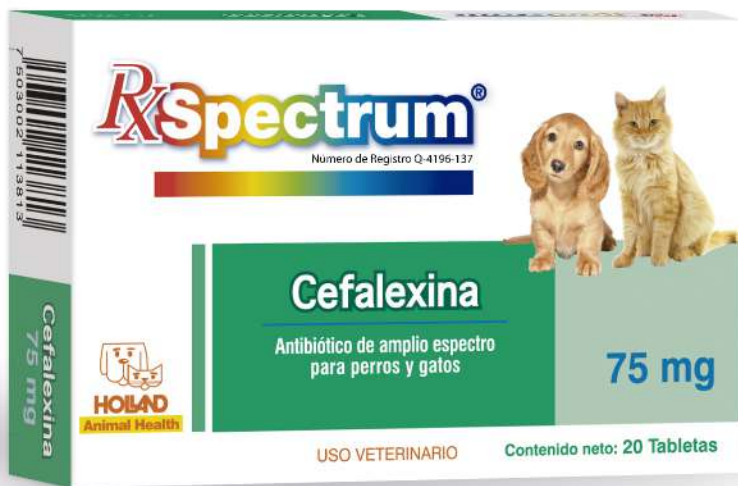 RxSpectrum®
Número de Registro Q-4196-137
Cefalexina
Antibiótico de amplio espectro
para perros y gatos
75 mg
HOLLAND
Animal Health
USO VETERINARIO
Contenido neto: 20 Tabletas
7 503002 113813
Cefalexina
75 mg